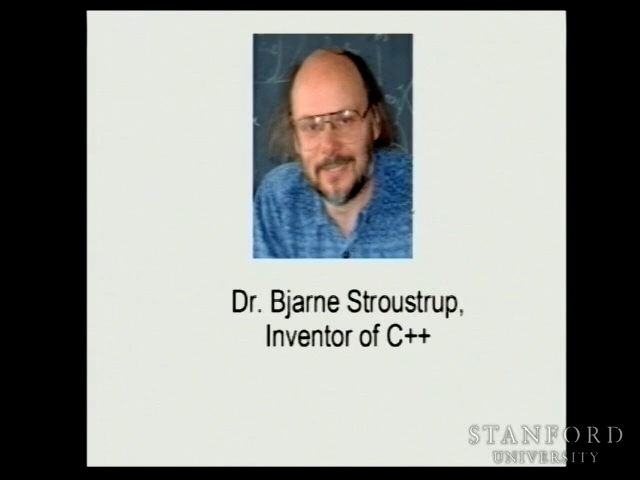 Dr. Bjarne Stroustrup,
Inventor of C++
STANFORD
UNIVERSITY